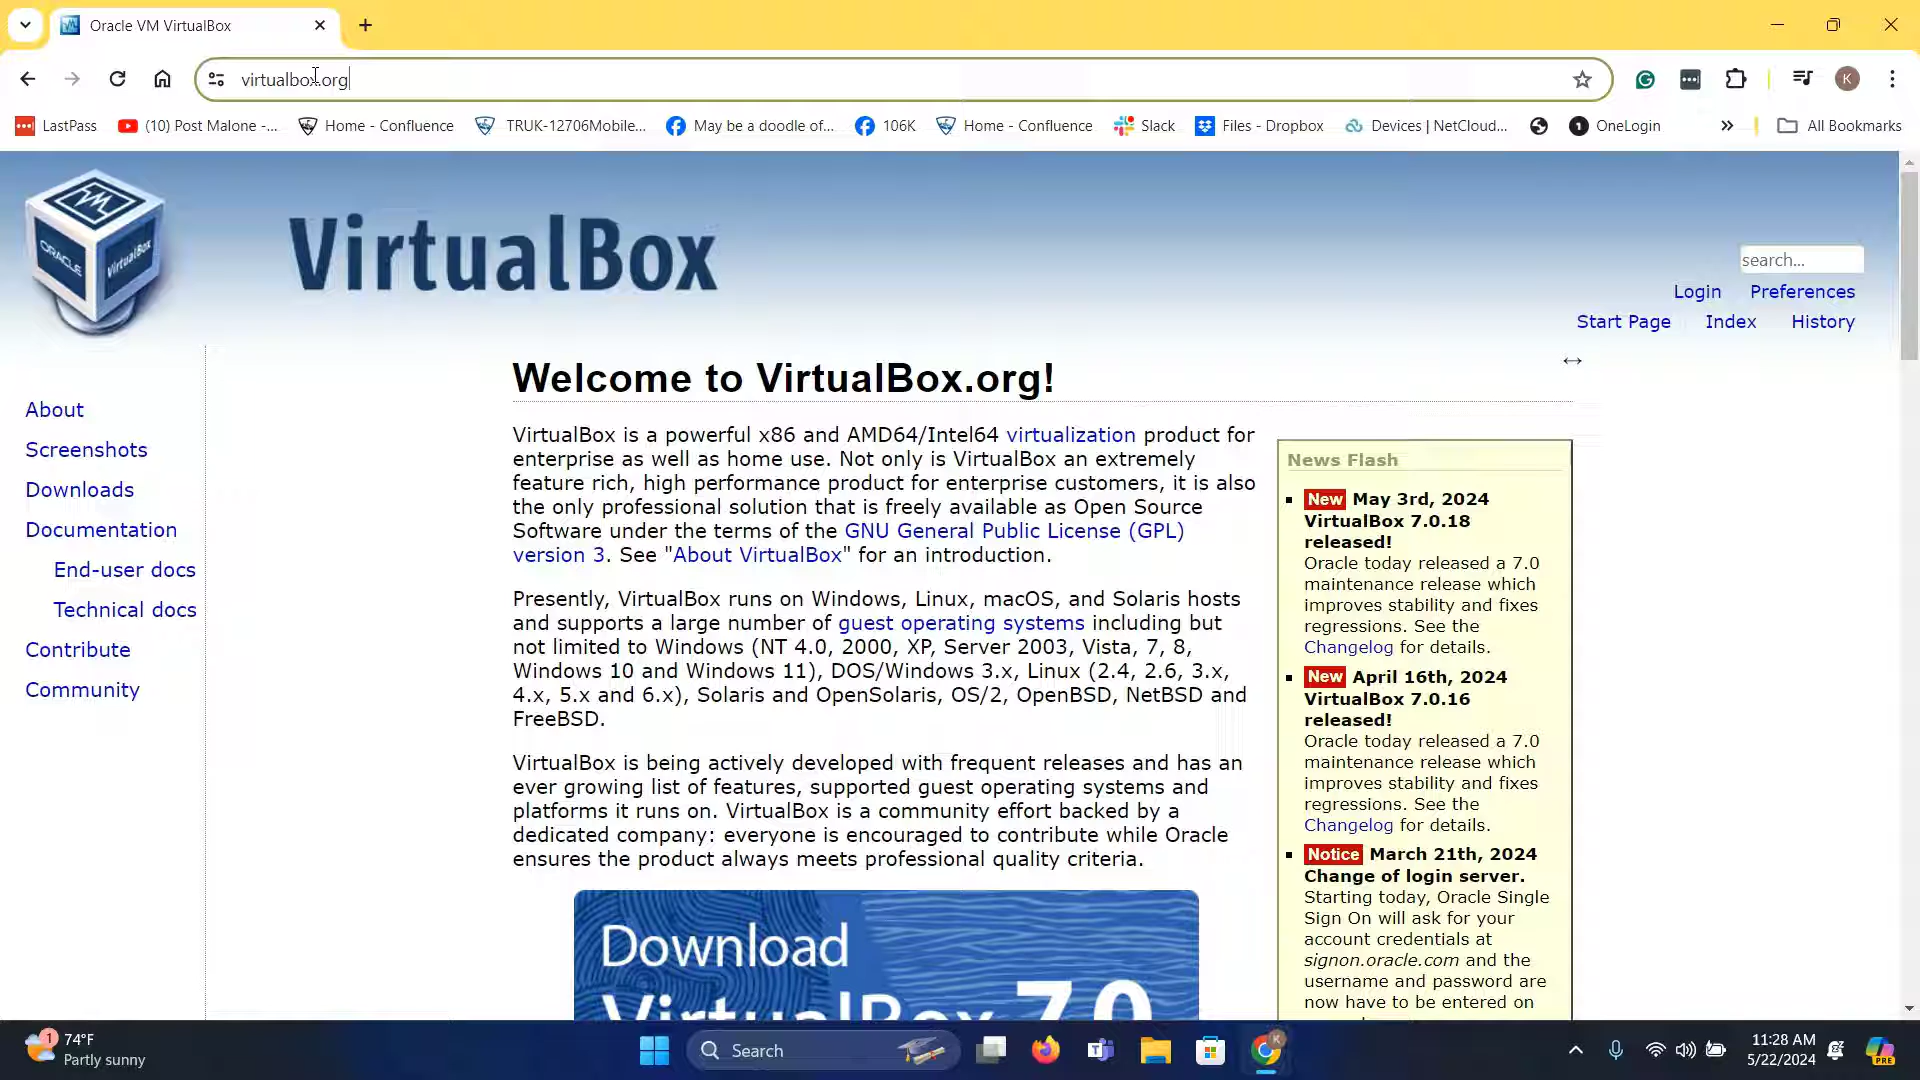 Oracle VM VirtualBox
virtualbox.org
LastPass
(10) Post Malone -...
Home - Confluence
TRUK-12706Mobile...
May be a doodle of...
106K
Home - Confluence
Slack
Files - Dropbox
Devices | NetCloud...
OneLogin
All Bookmarks
K
ORACLE
VirtualBox
VirtualBox
search...
Login Preferences
Start Page Index History
About
Screenshots
Downloads
Documentation
End-user docs
Technical docs
Contribute
Community
Welcome to VirtualBox.org!
VirtualBox is a powerful x86 and AMD64/Intel64 virtualization product for
enterprise as well as home use. Not only is VirtualBox an extremely
feature rich, high performance product for enterprise customers, it is also
the only professional solution that is freely available as Open Source
Software under the terms of the GNU General Public License (GPL)
version 3. See "About VirtualBox" for an introduction.
Presently, VirtualBox runs on Windows, Linux, macOS, and Solaris hosts
and supports a large number of guest operating systems including but
not limited to Windows (NT 4.0, 2000, XP, Server 2003, Vista, 7, 8,
Windows 10 and Windows 11), DOS/Windows 3.x, Linux (2.4, 2.6, 3.x,
4.x, 5.x and 6.x), Solaris and OpenSolaris, OS/2, OpenBSD, NetBSD and
FreeBSD.
VirtualBox is being actively developed with frequent releases and has an
ever growing list of features, supported guest operating systems and
platforms it runs on. VirtualBox is a community effort backed by a
dedicated company: everyone is encouraged to contribute while Oracle
ensures the product always meets professional quality criteria.
Download
VirtualBox 7.0
News Flash
New May 3rd, 2024
VirtualBox 7.0.18
released!
Oracle today released a 7.0
maintenance release which
improves stability and fixes
regressions. See the
Changelog for details.
New April 16th, 2024
VirtualBox 7.0.16
released!
Oracle today released a 7.0
maintenance release which
improves stability and fixes
regressions. See the
Changelog for details.
Notice March 21th, 2024
Change of login server.
Starting today, Oracle Single
Sign On will ask for your
account credentials at
signon.oracle.com and the
username and password are
now have to be entered on
1
74°F
Partly sunny
Search
K
11:28 AM
5/22/2024
PRE